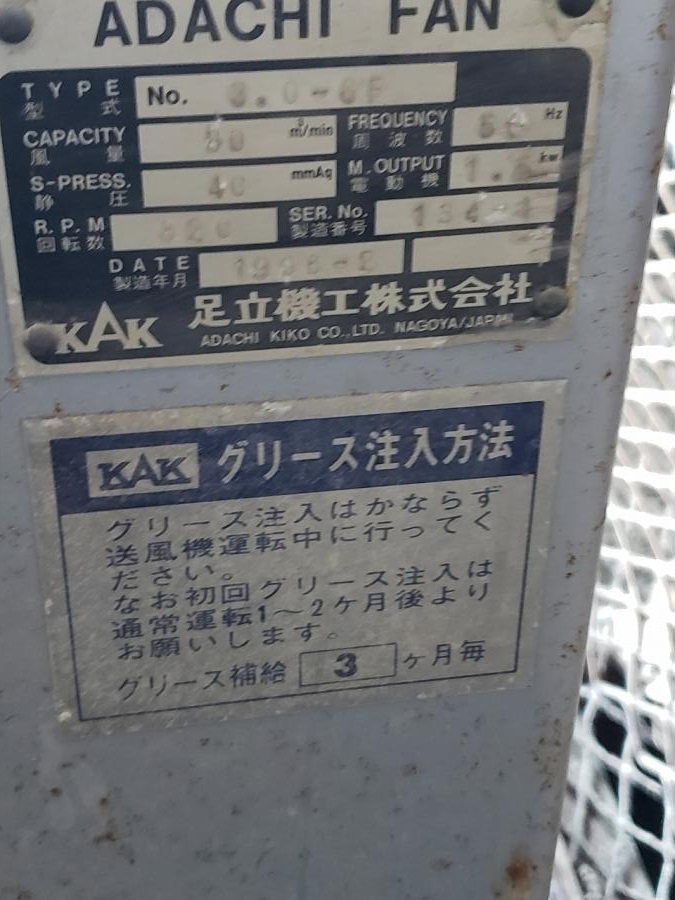 ADACHI FAN
TYPE No.
型式
CAPACITY 50 m³/min FREQUENCY Hz
風量 周波数
S-PRESS. 40 mmAq M.OUTPUT 1.5 kw
静圧 電動機
R.P.M SER. No.
回転数 製造番号
DATE
製造年月
KAK 足立機工株式会社
ADACHI KIKO CO.,LTD. NAGOYA/JAPAN
KAK グリース注入方法
グリース注入はかならず
送風機運転中に行ってく
ださい。
なお初回グリース注入は
通常運転1～2ケ月後より
お願いします。
グリース補給 3 ヶ月毎